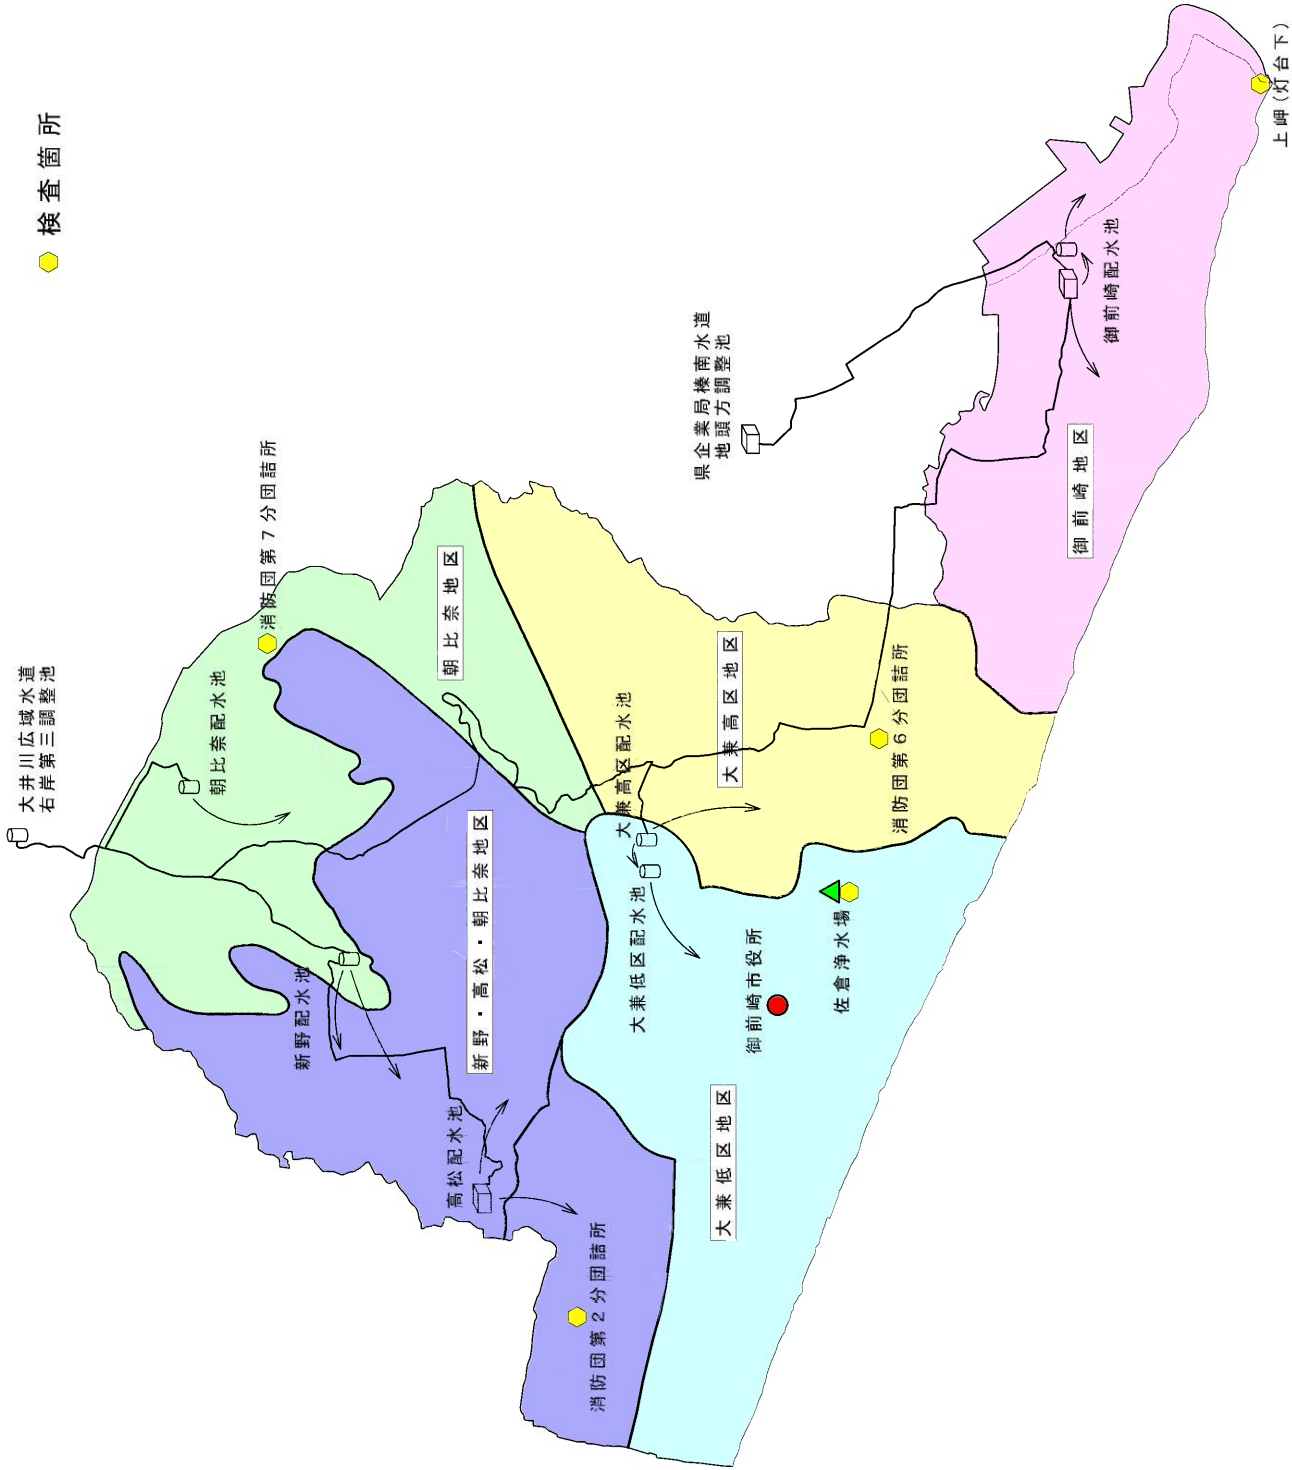 検査箇所
大井川広域水道
右岸第三調整池
朝比奈配水池
消防団第7分団詰所
新野配水池
朝比奈地区
新野・高松・朝比奈地区
高松配水池
消防団第2分団詰所
大兼高区配水池
大兼低区配水池
県企業局榛南水道
地頭方調整池
大兼高区地区
大兼低区地区
御前崎市役所
佐倉浄水場
消防団第6分団詰所
御前崎地区
御前崎配水池
上岬(灯台下)